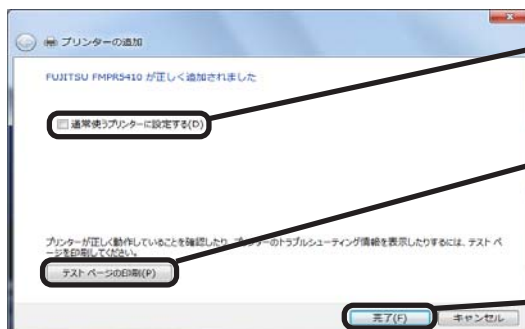 プリンターの追加
FUJITSU FMPR5410 が正しく追加されました
通常使うプリンターに設定する(D)
プリンターが正しく動作していることを確認したり、プリンターのトラブルシューティング情報を表示したりするには、テスト ペ
ージを印刷してください。
テスト ページの印刷(P)
完了(F) キャンセル